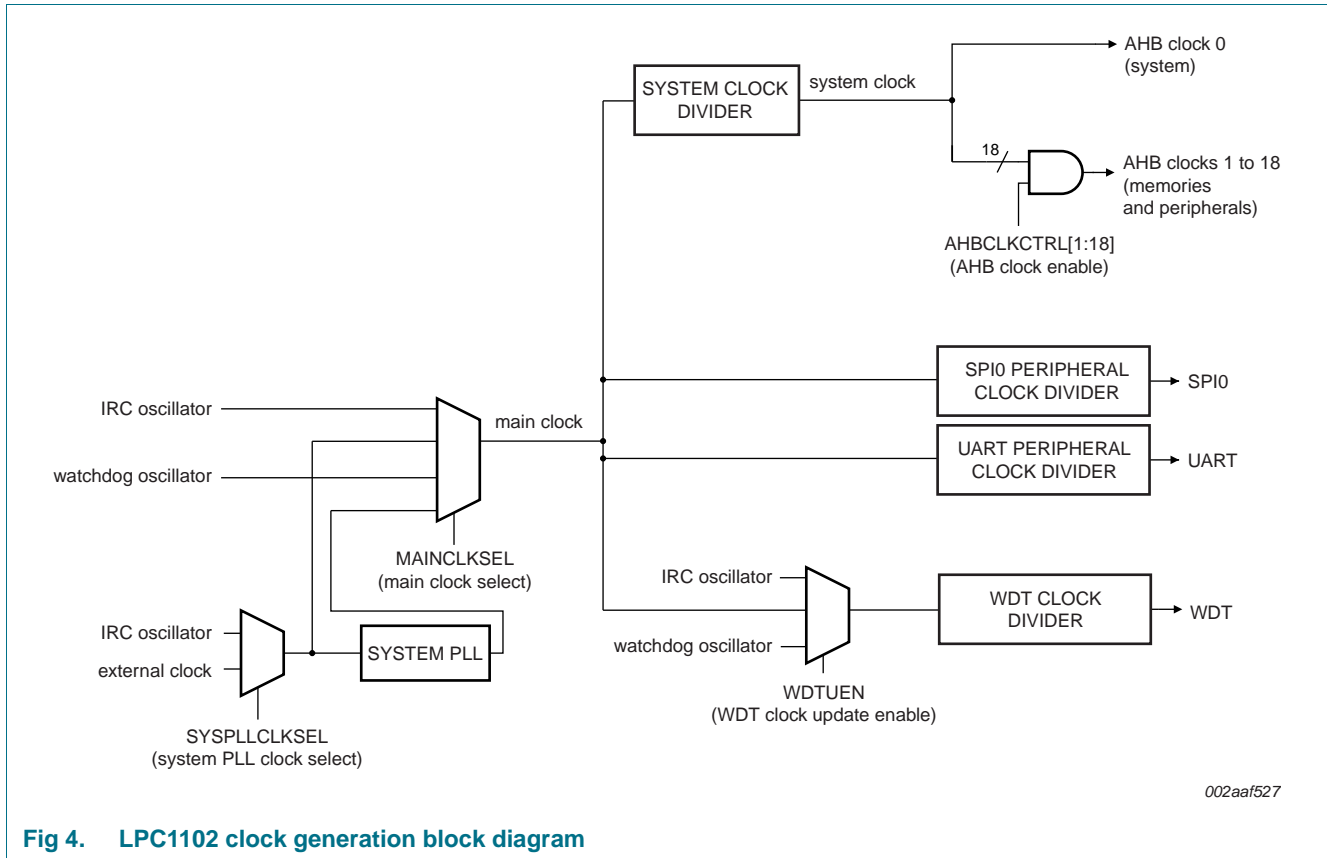 AHB clock 0
(system)
SYSTEM CLOCK
DIVIDER
system clock
18
AHB clocks 1 to 18
(memories
and peripherals)
AHBCLKCTRL[1:18]
(AHB clock enable)
SPI0 PERIPHERAL
CLOCK DIVIDER
SPI0
IRC oscillator
main clock
UART PERIPHERAL
CLOCK DIVIDER
UART
watchdog oscillator
MAINCLKSEL
(main clock select)
IRC oscillator
WDT CLOCK
DIVIDER
WDT
IRC oscillator
SYSTEM PLL
external clock
watchdog oscillator
WDTUEN
(WDT clock update enable)
SYSPLLCLKSEL
(system PLL clock select)
002aaf527
Fig 4. LPC1102 clock generation block diagram